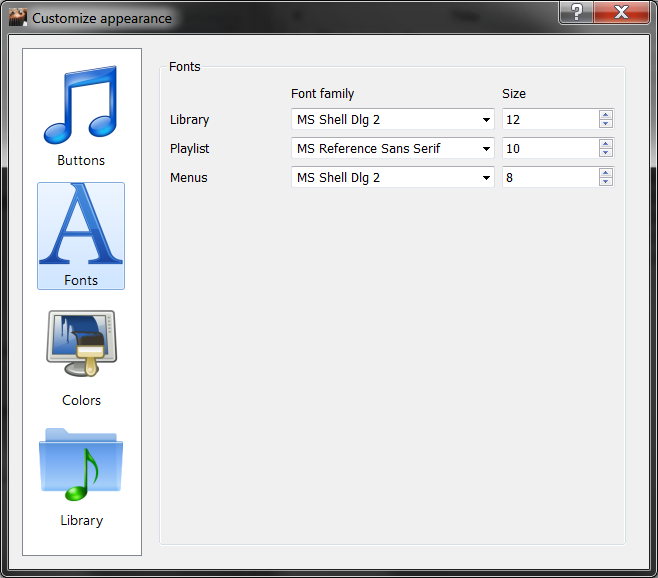 Customize appearance
Buttons
Fonts
Colors
Library
Fonts
Font family Size
Library MS Shell Dlg 2 12
Playlist MS Reference Sans Serif 10
Menus MS Shell Dlg 2 8